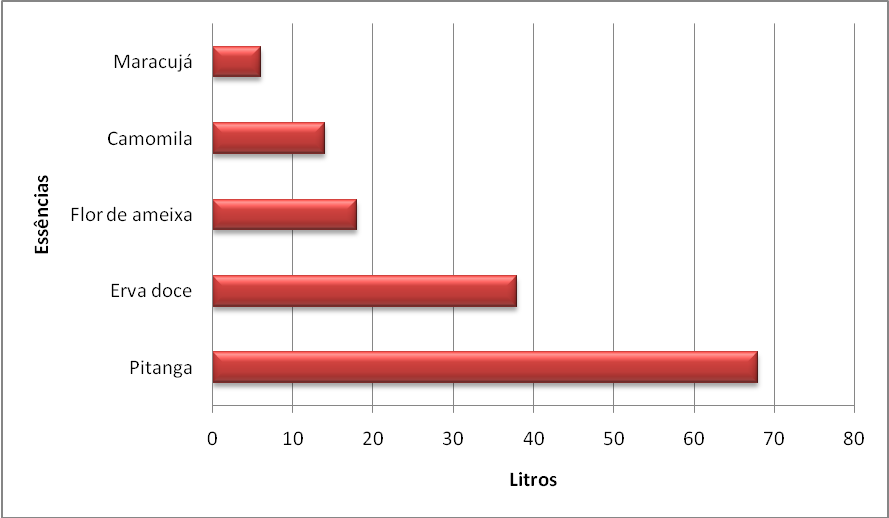 Essências
Maracujá
Camomila
Flor de ameixa
Erva doce
Pitanga
0 10 20 30 40 50 60 70 80
Litros